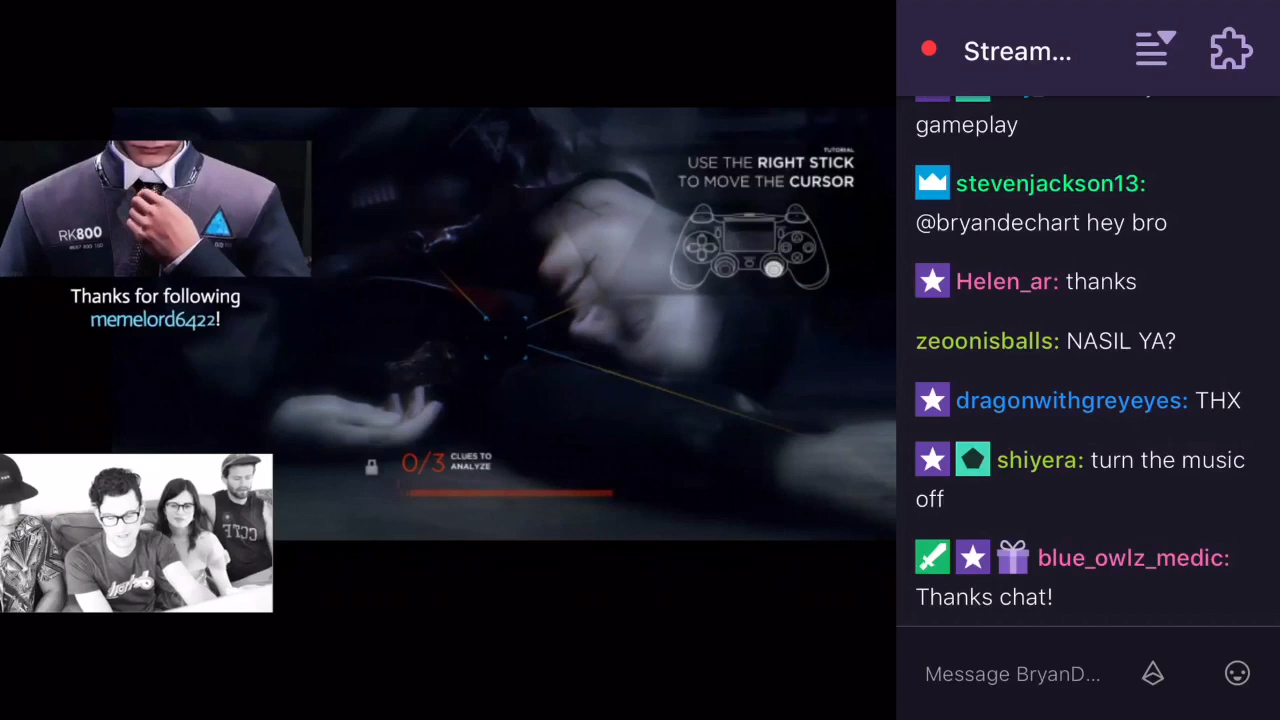 Stream...
gameplay
stevenjackson13:
@bryandechart hey bro
Helen_ar: thanks
zeoonisballs: NASIL YA?
dragonwithgreyeyes: THX
shiyera: turn the music
off
blue_owlz_medic:
Thanks chat!
Message BryanD...
TUTORIAL
USE THE RIGHT STICK
TO MOVE THE CURSOR
RK800
Thanks for following
memelord6422!
0/3 CLUES TO
ANALYZE